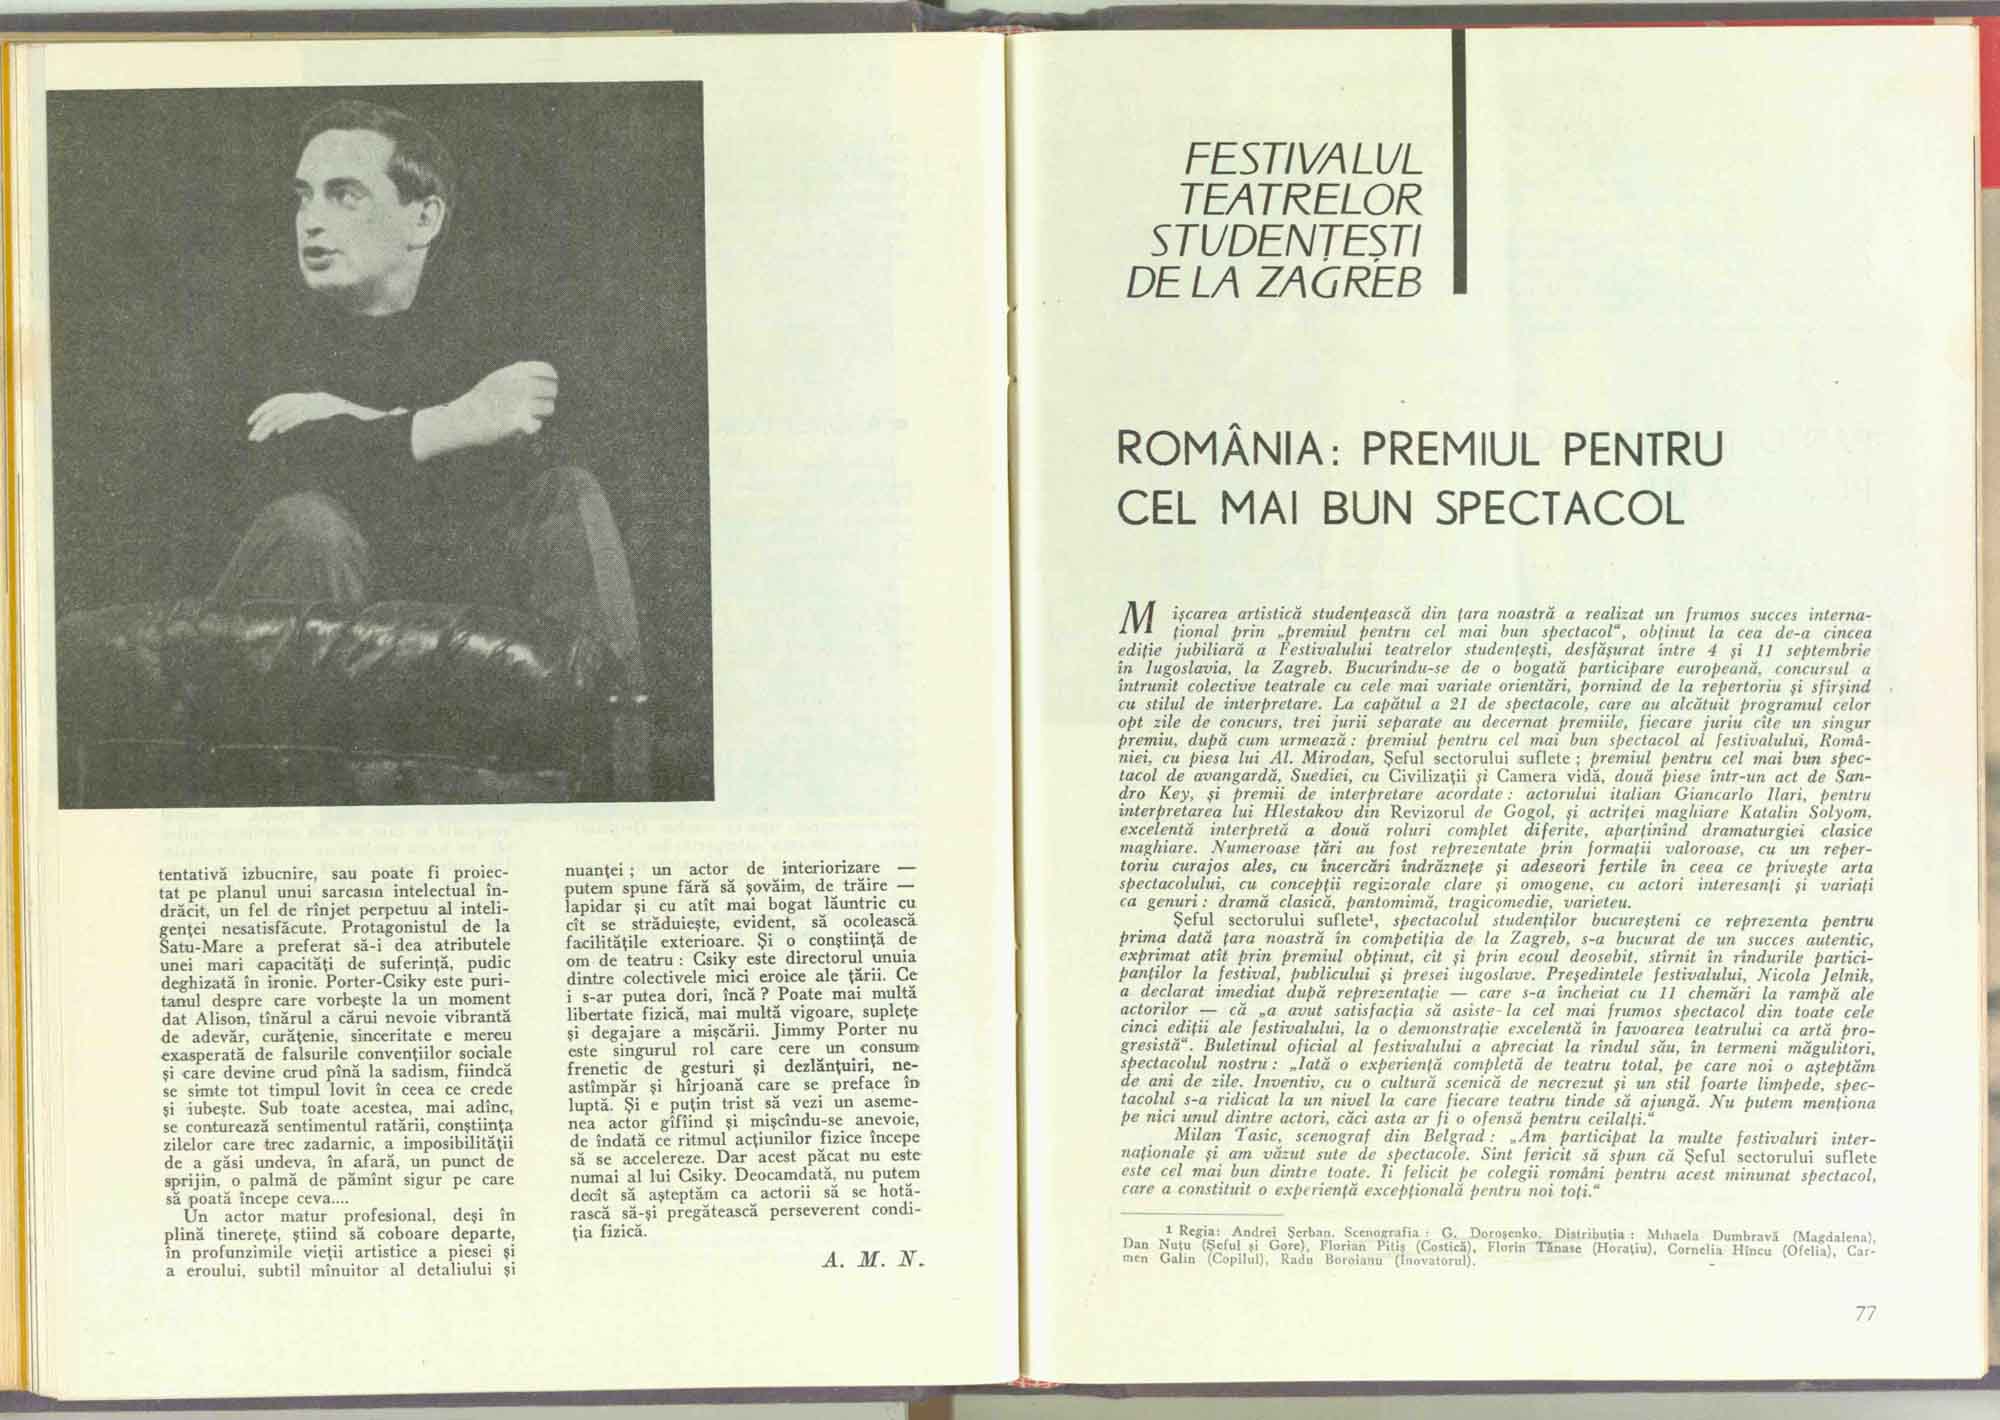 tentativă izbucnire, sau poate fi proiec-
tat pe planul unui sarcasm intelectual în-
drăcit, un fel de rînjet perpetuu al inteli-
genței nesatisfăcute. Protagonistul de la
Satu-Mare a preferat să-i dea atributele
unei mari capacități de suferință, pudic
deghizată în ironie. Porter-Csiky este puri-
tanul despre care vorbește la un moment
dat Alison, tînărul a cărui nevoie vibrantă
de adevăr, curățenie, sinceritate e mereu
exasperată de falsurile convențiilor sociale
și care devine crud pînă la sadism, fiindcă
se simte tot timpul lovit în ceea ce crede
și iubește. Sub toate acestea, mai adînc,
se conturează sentimentul ratării, conștiința
zilelor care trec zadarnic, a imposibilității
de a găsi undeva, în afară, un punct de
sprijin, o palmă de pămînt sigur pe care
să poată începe ceva....
Un actor matur profesional, deși în
plină tinerețe, știind să coboare departe,
în profunzimile vieții artistice a piesei și
a eroului, subtil mînuitor al detaliului și
nuanței ; un actor de interiorizare —
putem spune fără să șovăim, de trăire —
lapidar și cu atît mai bogat lăuntric cu
cît se străduiește, evident, să ocolească
facilitățile exterioare. Și o conștiință de
om de teatru : Csiky este directorul unuia
dintre colectivele mici eroice ale țării. Ce
i s-ar putea dori, încă ? Poate mai multă
libertate fizică, mai multă vigoare, suplețe
și degajare a mișcării. Jimmy Porter nu
este singurul rol care cere un consum
frenetic de gesturi și dezlănțuiri, ne-
astîmpăr și hîrjoană care se preface în
luptă. Și e puțin trist să vezi un aseme-
nea actor gîfîind și mișcîndu-se anevoie,
de îndată ce ritmul acțiunilor fizice începe
să se accelereze. Dar acest păcat nu este
numai al lui Csiky. Deocamdată, nu putem
decît să așteptăm ca actorii să se hotă-
rască să-și pregătească perseverent condi-
ția fizică.
A. M. N.
FESTIVALUL
TEATRELOR
STUDENȚEȘTI
DE LA ZAGREB
ROMÂNIA: PREMIUL PENTRU
CEL MAI BUN SPECTACOL
Mișcarea artistică studențească din țara noastră a realizat un frumos succes interna-
țional prin „premiul pentru cel mai bun spectacol“, obținut la cea de-a cincea
ediție jubiliară a Festivalului teatrelor studențești, desfășurat între 4 și 11 septembrie
în Iugoslavia, la Zagreb. Bucurîndu-se de o bogată participare europeană, concursul a
întrunit colective teatrale cu cele mai variate orientări, pornind de la repertoriu și sfîrșind
cu stilul de interpretare. La capătul a 21 de spectacole, care au alcătuit programul celor
opt zile de concurs, trei jurii separate au decernat premiile, fiecare juriu cîte un singur
premiu, după cum urmează : premiul pentru cel mai bun spectacol al festivalului, Româ-
niei, cu piesa lui Al. Mirodan, Șeful sectorului suflete ; premiul pentru cel mai bun spec-
tacol de avangardă, Suediei, cu Civilizații și Camera vidă, două piese într-un act de San-
dro Key, și premii de interpretare acordate : actorului italian Giancarlo Ilari, pentru
interpretarea lui Hlestakov din Revizorul de Gogol, și actriței maghiare Katalin Solyom,
excelentă interpretă a două roluri complet diferite, aparținînd dramaturgiei clasice
maghiare. Numeroase țări au fost reprezentate prin formații valoroase, cu un reper-
toriu curajos ales, cu încercări îndrăznețe și adeseori fertile în ceea ce privește arta
spectacolului, cu concepții regizorale clare și omogene, cu actori interesanți și variați
ca genuri : dramă clasică, pantomimă, tragicomedie, varieteu.
Șeful sectorului suflete¹, spectacolul studenților bucureșteni ce reprezenta pentru
prima dată țara noastră în competiția de la Zagreb, s-a bucurat de un succes autentic,
exprimat atît prin premiul obținut, cît și prin ecoul deosebit, stîrnit în rîndurile partici-
panților la festival, publicului și presei iugoslave. Președintele festivalului, Nicola Jelnik,
a declarat imediat după reprezentație — care s-a încheiat cu 11 chemări la rampă ale
actorilor — că „a avut satisfacția să asiste-la cel mai frumos spectacol din toate cele
cinci ediții ale festivalului, la o demonstrație excelentă în favoarea teatrului ca artă pro-
gresistă“. Buletinul oficial al festivalului a apreciat la rîndul său, în termeni măgulitori,
spectacolul nostru : „Iată o experiență completă de teatru total, pe care noi o așteptăm
de ani de zile. Inventiv, cu o cultură scenică de necrezut și un stil foarte limpede, spec-
tacolul s-a ridicat la un nivel la care fiecare teatru tinde să ajungă. Nu putem menționa
pe nici unul dintre actori, căci asta ar fi o ofensă pentru ceilalți.“
Milan Tasic, scenograf din Belgrad : „Am participat la multe festivaluri inter-
naționale și am văzut sute de spectacole. Sînt fericit să spun că Șeful sectorului suflete
este cel mai bun dintre toate. Îi felicit pe colegii români pentru acest minunat spectacol,
care a constituit o experiență excepțională pentru noi toți.“
1 Regia: Andrei Șerban. Scenografia : G. Doroșenko. Distribuția : Mihaela Dumbravă (Magdalena),
Dan Nuțu (Șeful și Gore), Florian Pitiș (Costică), Florin Tănase (Horațiu), Cornelia Hîncu (Ofelia), Car-
men Galin (Copilul), Radu Boroianu (Inovatorul).
77